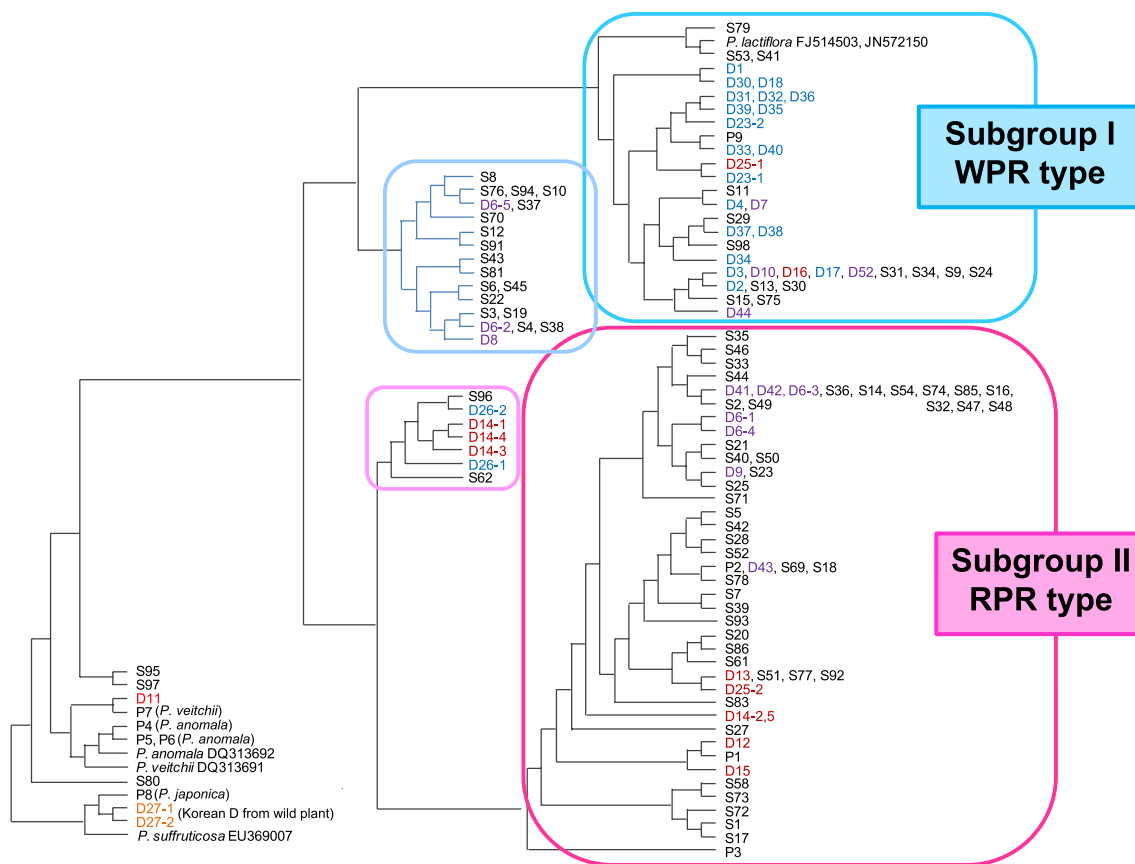 S79
P. lactiflora FJ514503, JN572150
S53, S41
D1
D30, D18
D31, D32, D36
D39, D35
D23-2
P9
D33, D40
D25-1
D23-1
S11
D4, D7
S29
D37, D38
S98
D34
D3, D10, D16, D17, D52, S31, S34, S9, S24
D2, S13, S30
S15, S75
D44
Subgroup I
WPR type
S8
S76, S94, S10
D6-5, S37
S70
S12
S91
S43
S81
S6, S45
S22
S3, S19
D6-2, S4, S38
D8
S96
D26-2
D14-1
D14-4
D14-3
D26-1
S62
S35
S46
S33
S44
D41, D42, D6-3, S36, S14, S54, S74, S85, S16,
S2, S49
S32, S47, S48
D6-1
D6-4
S21
S40, S50
D9, S23
S25
S71
S5
S42
S28
S52
P2, D43, S69, S18
S78
S7
S39
S93
S20
S86
S61
D13, S51, S77, S92
D25-2
S83
D14-2,5
S27
D12
P1
D15
S58
S73
S72
S1
S17
P3
Subgroup II
RPR type
S95
S97
D11
P7 (P. veitchii)
P4 (P. anomala)
P5, P6 (P. anomala)
P. anomala DQ313692
P. veitchii DQ313691
S80
P8 (P. japonica)
D27-1
(Korean D from wild plant)
D27-2
P. suffruticosa EU369007